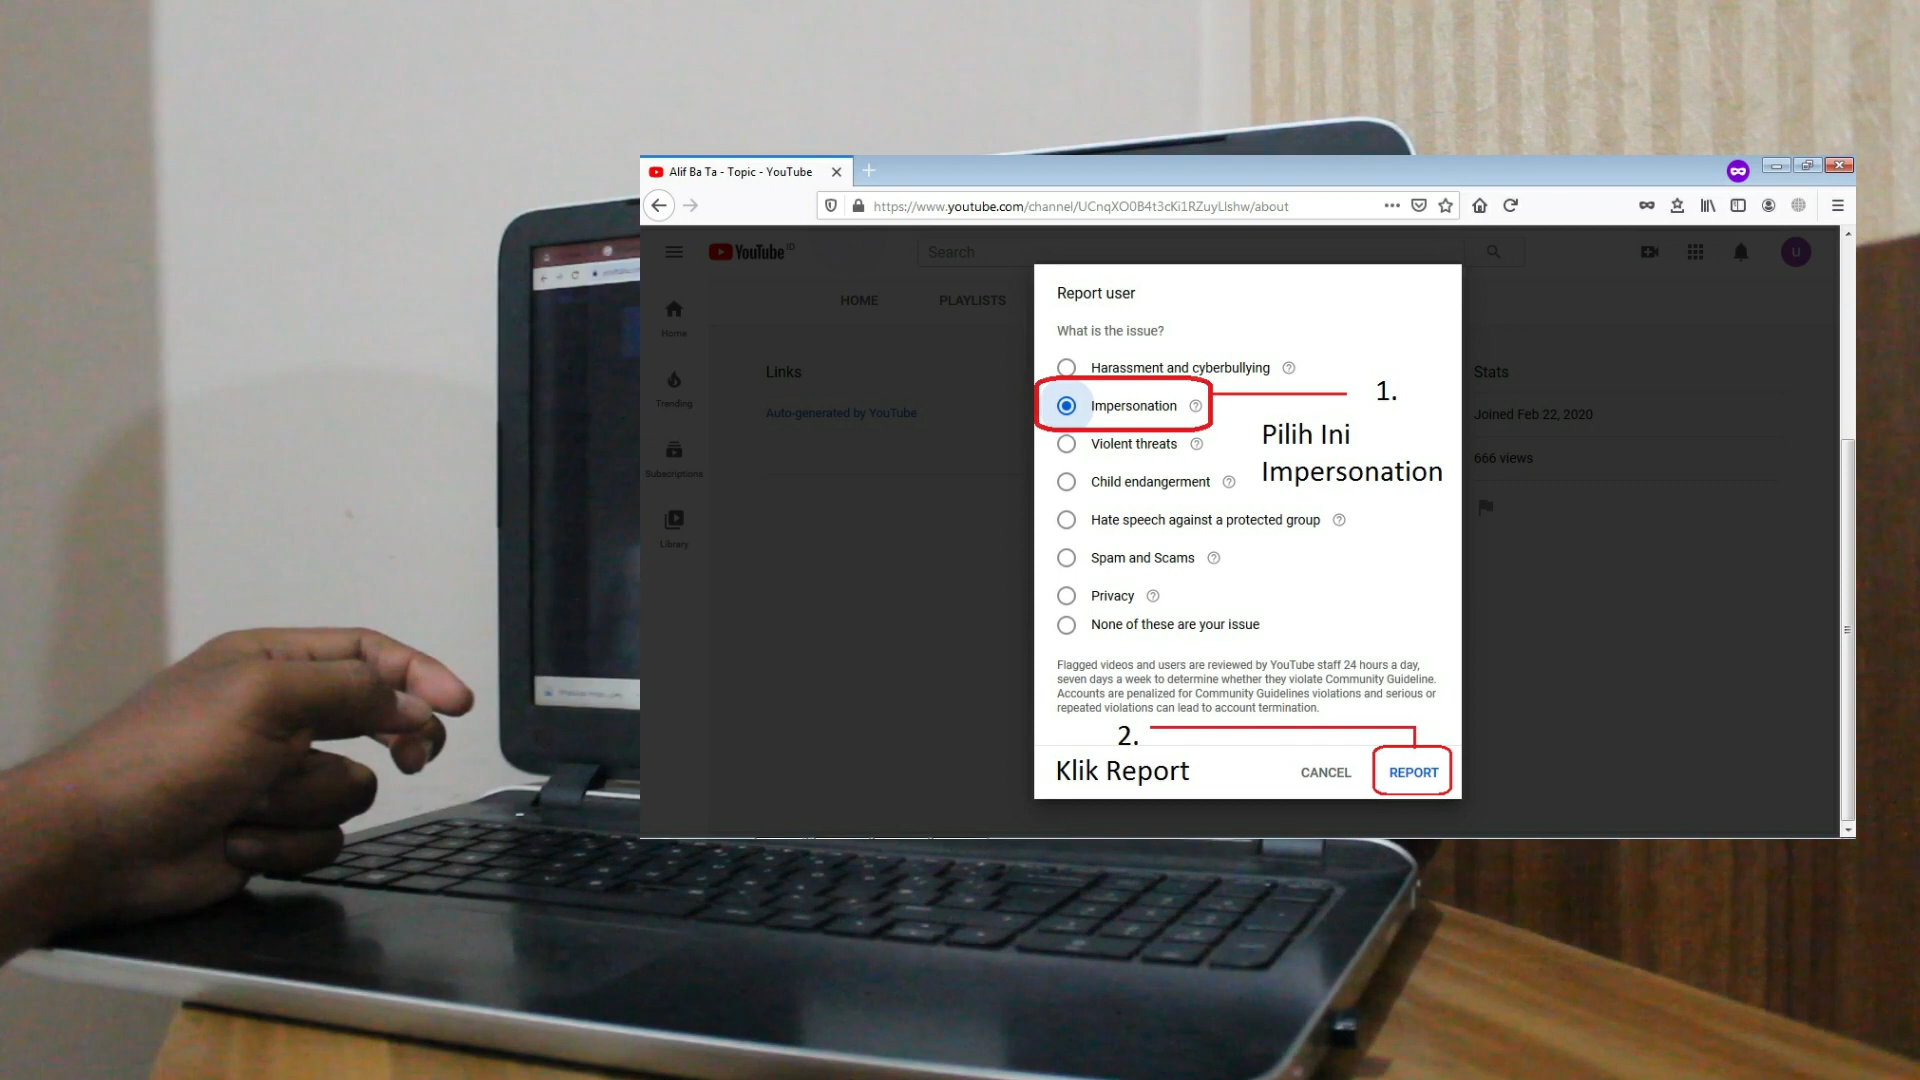 Alif Ba Ta - Topic - YouTube
https://www.youtube.com/channel/UCnqXO0B4t3cKi1RZuyLlshw/about
YouTube ID
Search
U
HOME
PLAYLISTS
Home
Trending
Subscriptions
Library
Links
Auto-generated by YouTube
Stats
Joined Feb 22, 2020
666 views
Report user
What is the issue?
Harassment and cyberbullying
Impersonation
Violent threats
Child endangerment
Hate speech against a protected group
Spam and Scams
Privacy
None of these are your issue
1.
Pilih Ini
Impersonation
Flagged videos and users are reviewed by YouTube staff 24 hours a day,
seven days a week to determine whether they violate Community Guideline.
Accounts are penalized for Community Guidelines violations and serious or
repeated violations can lead to account termination.
2.
Klik Report
CANCEL
REPORT